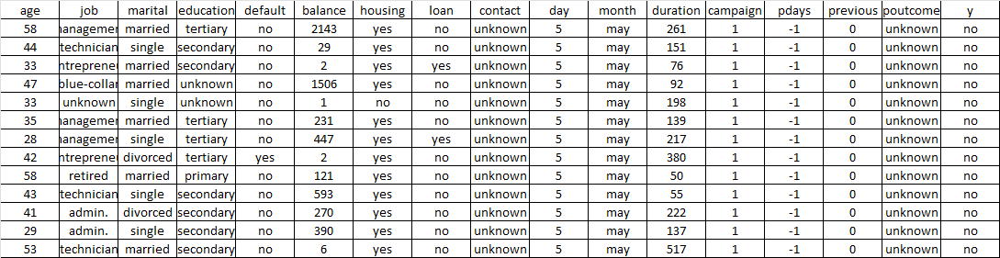 age job marital education default balance housing loan contact day month duration campaign pdays previous poutcome y
58 nanagemen married tertiary no 2143 yes no unknown 5 may 261 1 -1 0 unknown no
44 technician single secondary no 29 yes no unknown 5 may 151 1 -1 0 unknown no
33 ntreprene married secondary no 2 yes yes unknown 5 may 76 1 -1 0 unknown no
47 blue-colla married unknown no 1506 yes no unknown 5 may 92 1 -1 0 unknown no
33 unknown single unknown no 1 no no unknown 5 may 198 1 -1 0 unknown no
35 nanagemen married tertiary no 231 yes no unknown 5 may 139 1 -1 0 unknown no
28 nanagemen single tertiary no 447 yes yes unknown 5 may 217 1 -1 0 unknown no
42 ntreprene divorced tertiary yes 2 yes no unknown 5 may 380 1 -1 0 unknown no
58 retired married primary no 121 yes no unknown 5 may 50 1 -1 0 unknown no
43 technician single secondary no 593 yes no unknown 5 may 55 1 -1 0 unknown no
41 admin. divorced secondary no 270 yes no unknown 5 may 222 1 -1 0 unknown no
29 admin. single secondary no 390 yes no unknown 5 may 137 1 -1 0 unknown no
53 technician married secondary no 6 yes no unknown 5 may 517 1 -1 0 unknown no